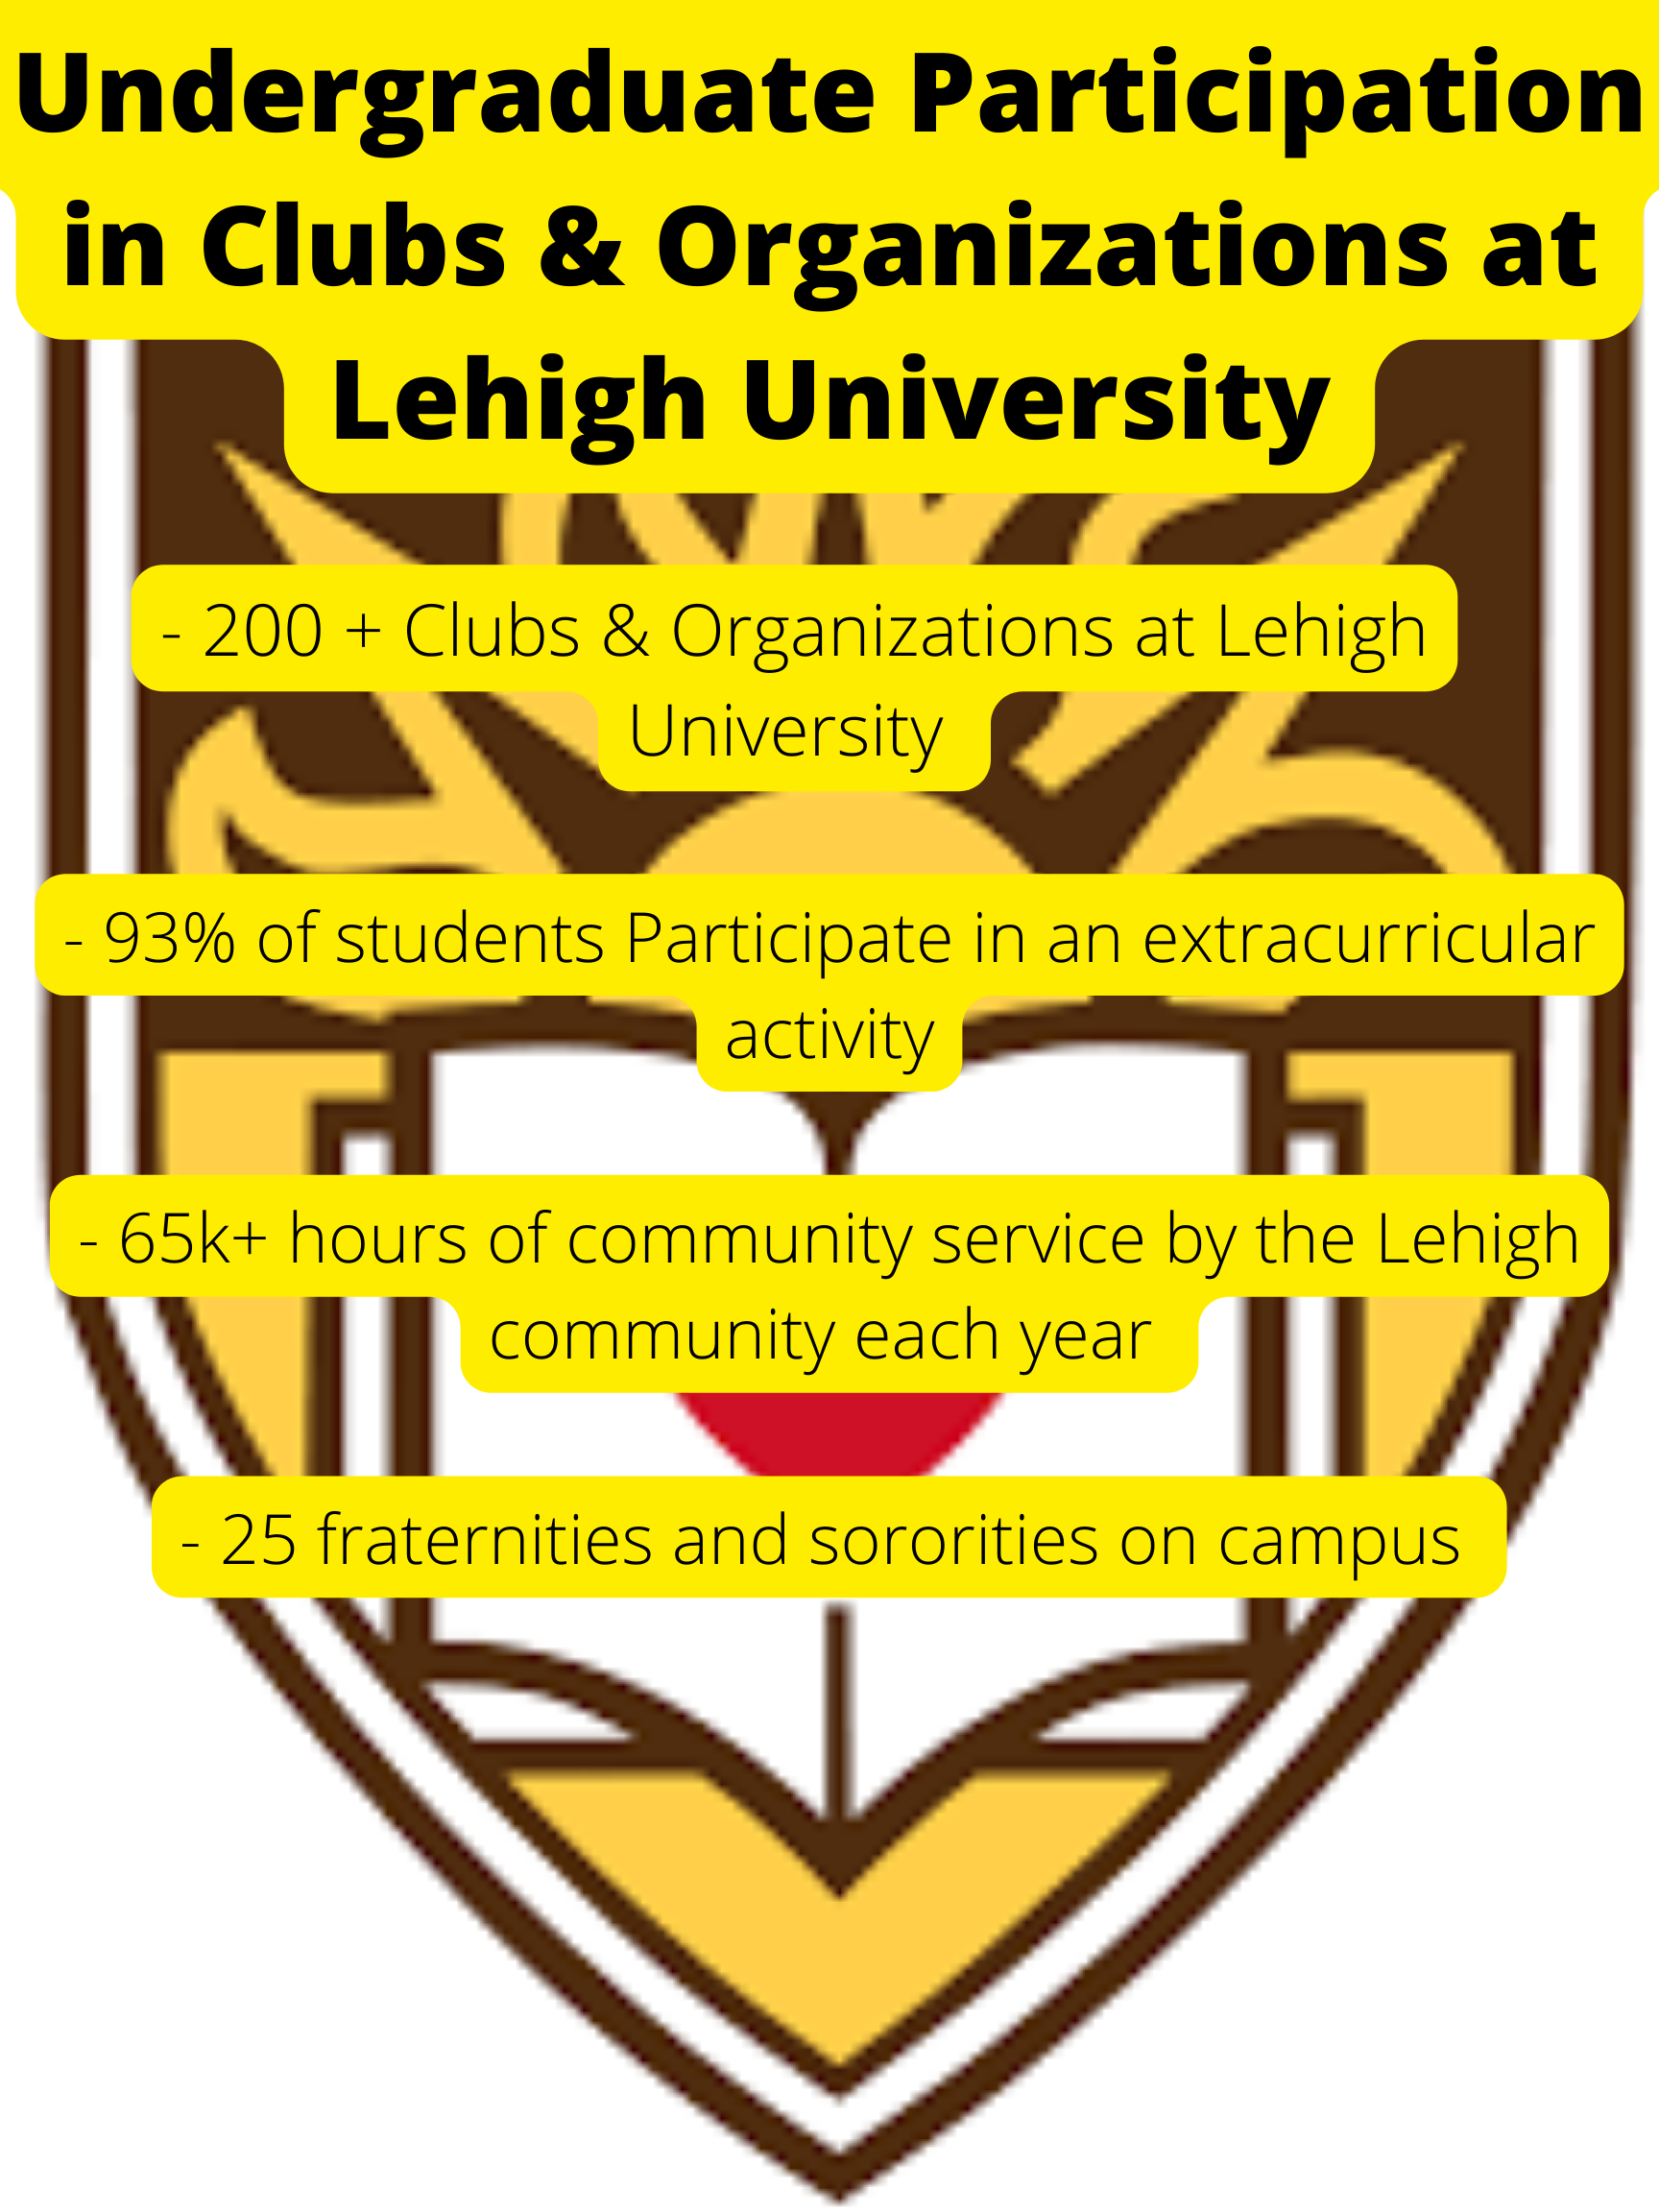 Undergraduate Participation
in Clubs & Organizations at
Lehigh University
- 200 + Clubs & Organizations at Lehigh
University
- 93% of students Participate in an extracurricular
activity
- 65k+ hours of community service by the Lehigh
community each year
- 25 fraternities and sororities on campus